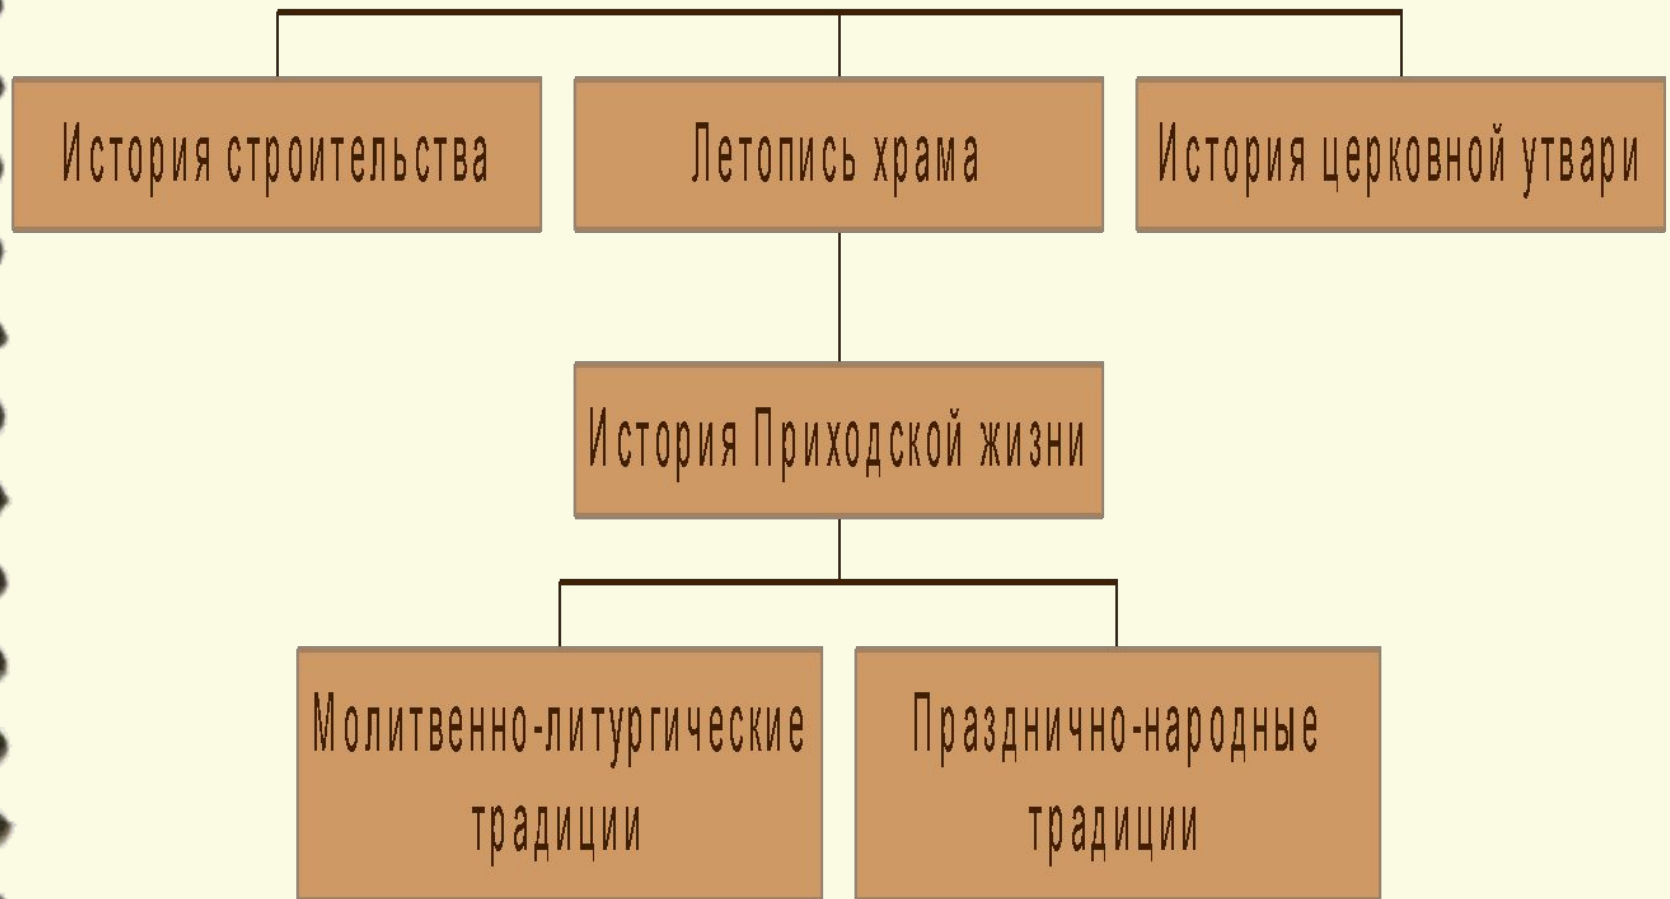 История строительства
Летопись храма
История церковной утвари
История Приходской жизни
Молитвенно-литургические
традиции
Празднично-народные
традиции